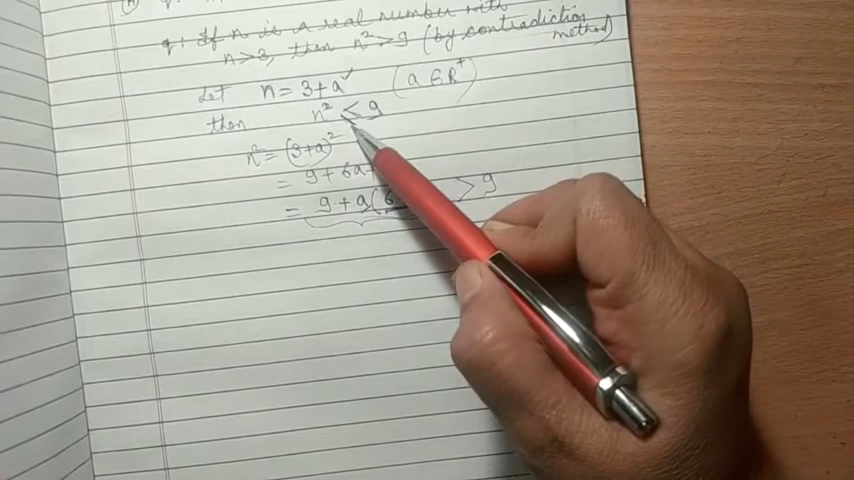 q: If n is a real number with
n>3, then n² > 9 (by contradiction
method)
Let n = 3+a ✓ (a ∈ R⁺)
then n² ≤ 9
n² = (3+a)²
= 9 + 6a +
= 9 + a(6 > 9